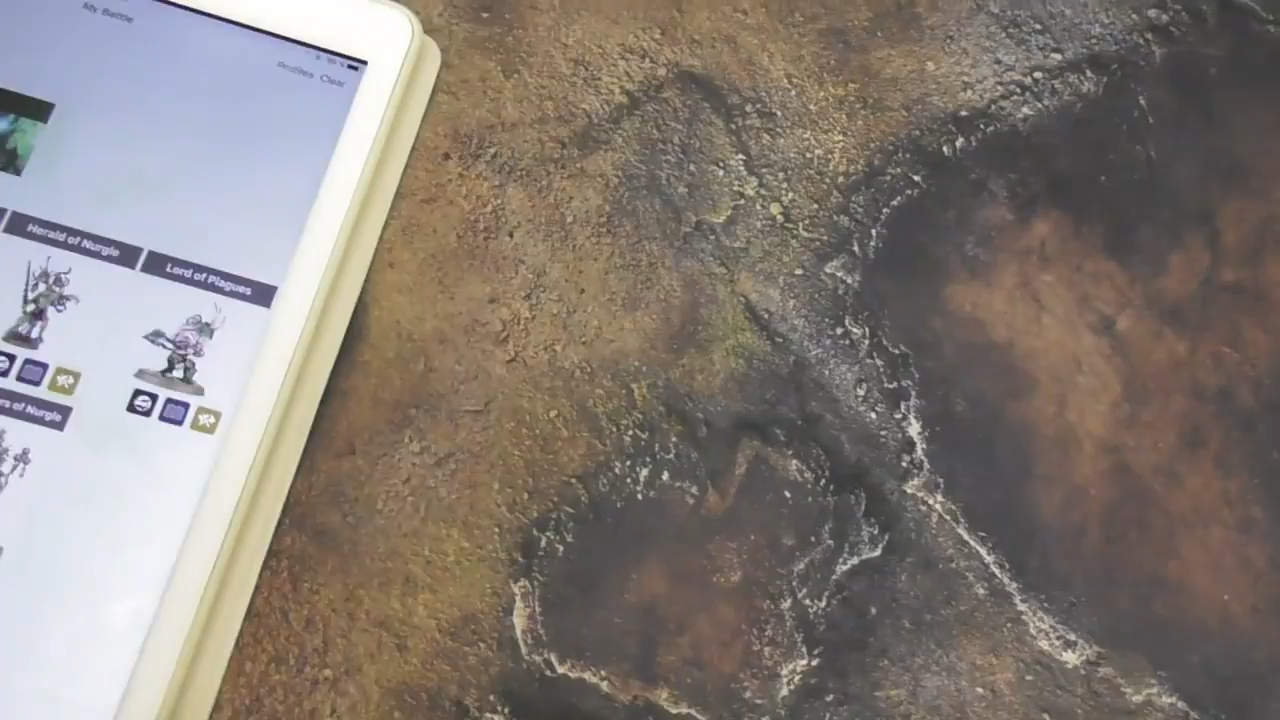 My Battle
Profiles Clear
Herald of Nurgle
Lord of Plagues
rs of Nurgle